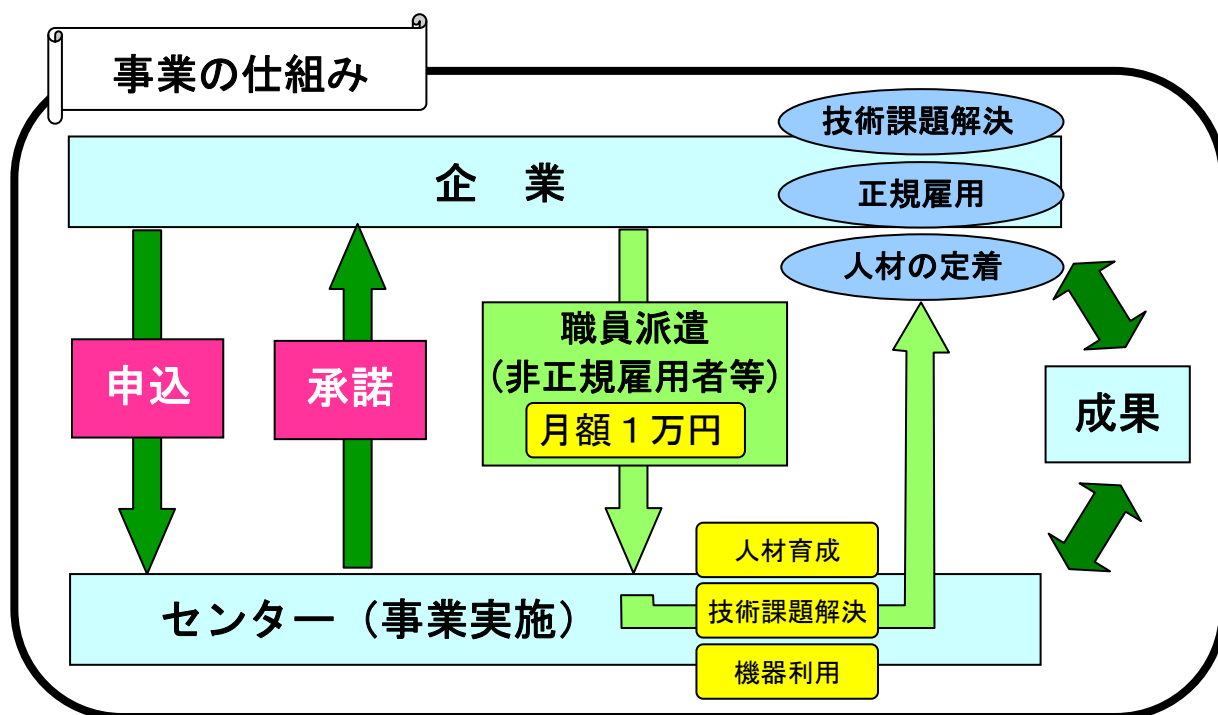 事業の仕組み
技術課題解決
企　業
正規雇用
人材の定着
申込
承諾
職員派遣
(非正規雇用者等)
月額１万円
成果
人材育成
センター（事業実施）
技術課題解決
機器利用